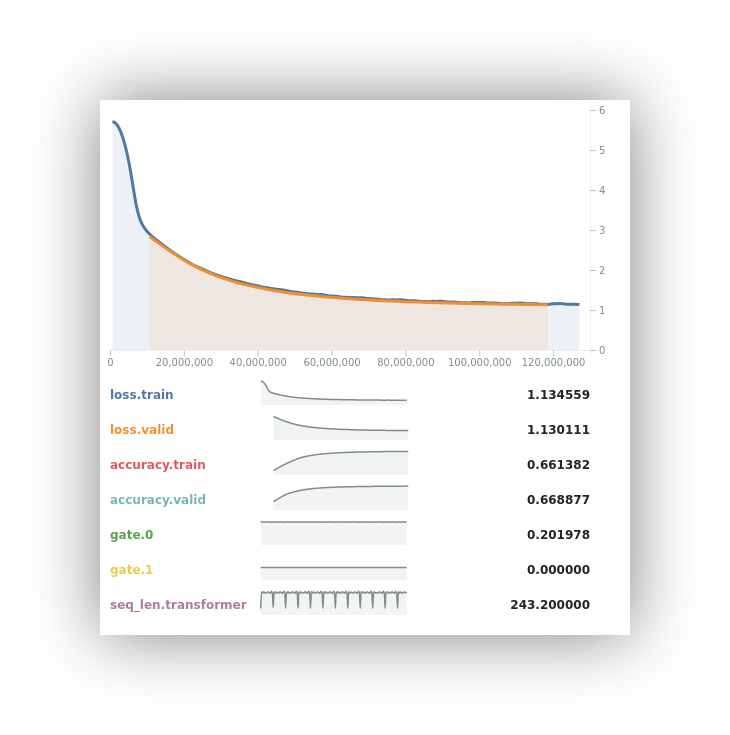 6
5
4
3
2
1
0
0 20,000,000 40,000,000 60,000,000 80,000,000 100,000,000 120,000,000
loss.train 1.134559
loss.valid 1.130111
accuracy.train 0.661382
accuracy.valid 0.668877
gate.0 0.201978
gate.1 0.000000
seq_len.transformer 243.200000